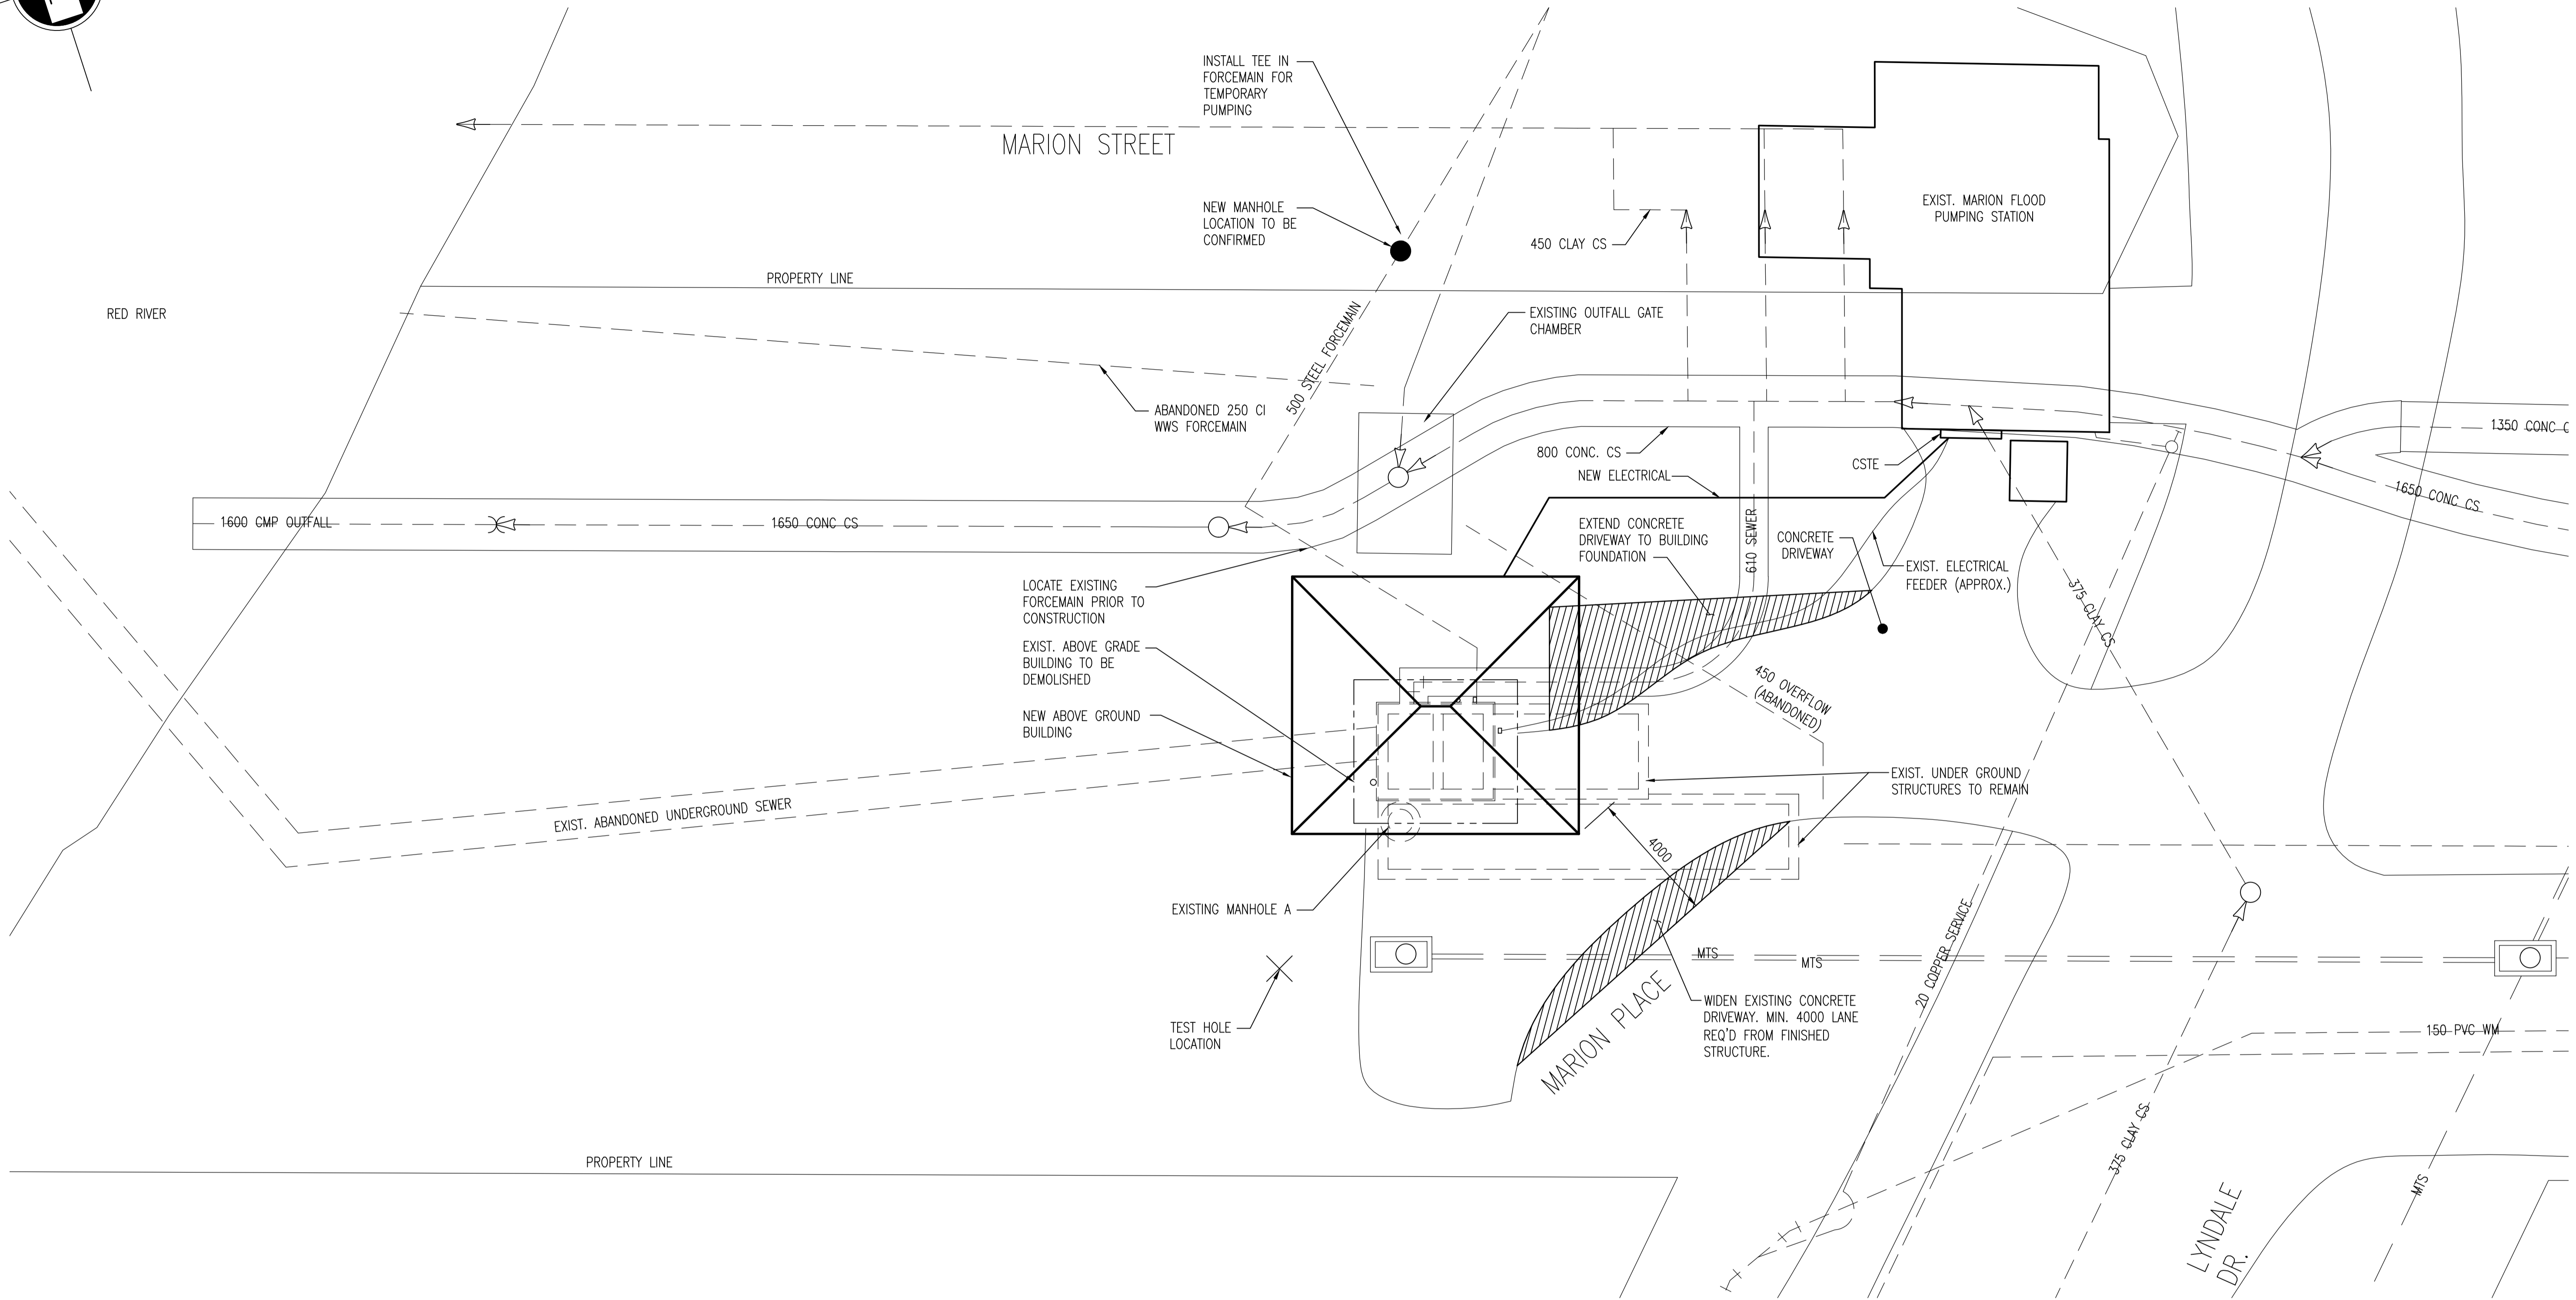 INSTALL TEE IN
FORCEMAIN FOR
TEMPORARY
PUMPING
MARION STREET
NEW MANHOLE
LOCATION TO BE
CONFIRMED
EXIST. MARION FLOOD
PUMPING STATION
450 CLAY CS
PROPERTY LINE
RED RIVER
EXISTING OUTFALL GATE
CHAMBER
500 STEEL FORCEMAIN
ABANDONED 250 CI
WWS FORCEMAIN
1350 CONC C
800 CONC. CS
CSTE
NEW ELECTRICAL
1650 CONC CS
1600 CMP OUTFALL
1650 CONC CS
EXTEND CONCRETE
DRIVEWAY TO BUILDING
FOUNDATION
610 SEWER
CONCRETE
DRIVEWAY
EXIST. ELECTRICAL
FEEDER (APPROX.)
LOCATE EXISTING
FORCEMAIN PRIOR TO
CONSTRUCTION
375 CLAY CS
EXIST. ABOVE GRADE
BUILDING TO BE
DEMOLISHED
450 OVERFLOW
(ABANDONED)
NEW ABOVE GROUND
BUILDING
EXIST. UNDER GROUND
STRUCTURES TO REMAIN
EXIST. ABANDONED UNDERGROUND SEWER
4000
EXISTING MANHOLE A
20 COPPER SERVICE
MTS
MTS
MARION PLACE
WIDEN EXISTING CONCRETE
DRIVEWAY. MIN. 4000 LANE
REQ'D FROM FINISHED
STRUCTURE.
TEST HOLE
LOCATION
150 PVC WM
375 CLAY CS
PROPERTY LINE
MTS
LYNDALE
DR.